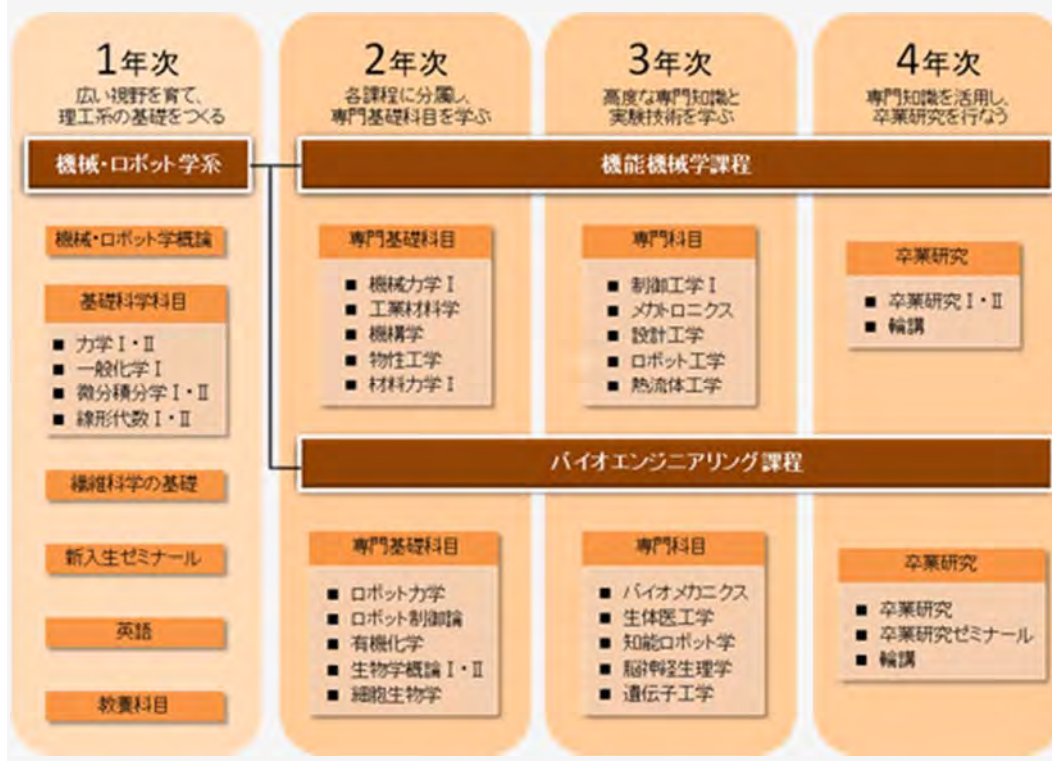 1年次
広い視野を育て、
理工系の基礎をつくる
機械・ロボット学系
機械・ロボット学概論
基礎科学科目
■ 力学Ⅰ・Ⅱ
■ 一般化学Ⅰ
■ 微分積分学Ⅰ・Ⅱ
■ 線形代数Ⅰ・Ⅱ
繊維科学の基礎
新入生ゼミナール
英語
教養科目
2年次
各課程に分属し、
専門基礎科目を学ぶ
3年次
高度な専門知識と
実験技術を学ぶ
4年次
専門知識を活用し、
卒業研究を行なう
機能機械学課程
専門基礎科目
■ 機械力学Ⅰ
■ 工業材料学
■ 機構学
■ 物性工学
■ 材料力学Ⅰ
専門科目
■ 制御工学Ⅰ
■ メカトロニクス
■ 設計工学
■ ロボット工学
■ 熱流体工学
卒業研究
■ 卒業研究Ⅰ・Ⅱ
■ 輪講
バイオエンジニアリング課程
専門基礎科目
■ ロボット力学
■ ロボット制御論
■ 有機化学
■ 生物学概論Ⅰ・Ⅱ
■ 細胞生物学
専門科目
■ バイオメカニクス
■ 生体医工学
■ 知能ロボット学
■ 脳神経生理学
■ 遺伝子工学
卒業研究
■ 卒業研究
■ 卒業研究ゼミナール
■ 輪講